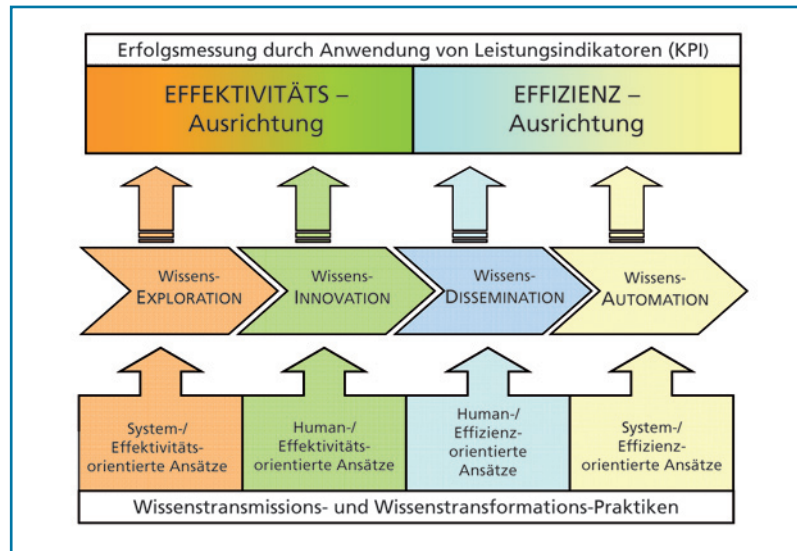 Erfolgsmessung durch Anwendung von Leistungsindikatoren (KPI)
EFFEKTIVITÄTS –
Ausrichtung
EFFIZIENZ –
Ausrichtung
Wissens-
EXPLORATION
Wissens-
INNOVATION
Wissens-
DISSEMINATION
Wissens-
AUTOMATION
System-/
Effektivitäts-
orientierte Ansätze
Human-/
Effektivitäts-
orientierte Ansätze
Human-/
Effizienz-
orientierte
Ansätze
System-/
Effizienz-
orientierte Ansätze
Wissenstransmissions- und Wissenstransformations-Praktiken